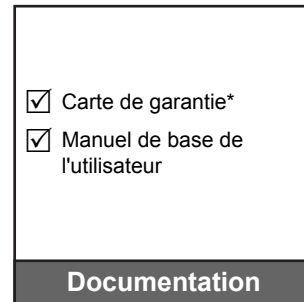 ☑ Carte de garantie*
☑ Manuel de base de
l'utilisateur
Documentation